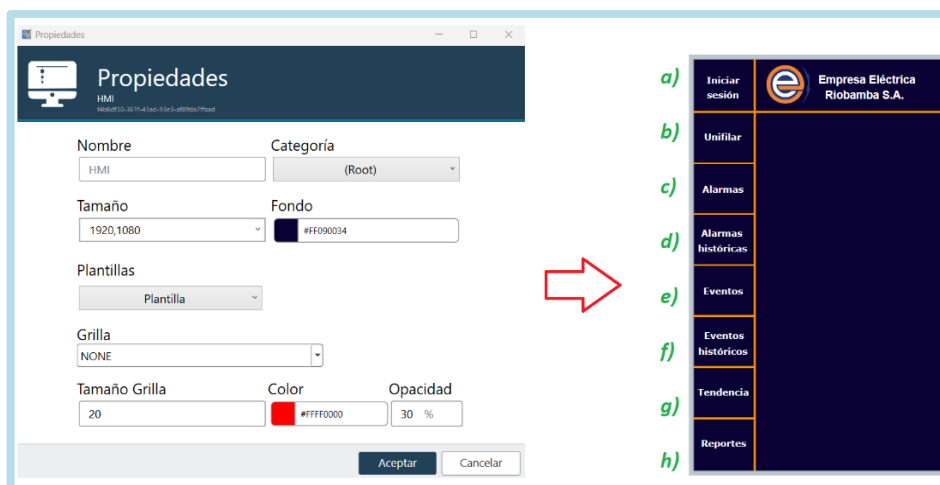 Propiedades
Propiedades
HMI
Nombre
Categoría
HMI
(Root)
Tamaño
Fondo
1920,1080
#FF090034
Plantillas
Plantilla
Grilla
NONE
Tamaño Grilla
Color
Opacidad
20
#FFFF0000
30 %
Aceptar
Cancelar
a)
Iniciar
sesión
Empresa Eléctrica
Riobamba S.A.
b)
Unifilar
c)
Alarmas
d)
Alarmas
históricas
e)
Eventos
f)
Eventos
históricos
g)
Tendencia
h)
Reportes